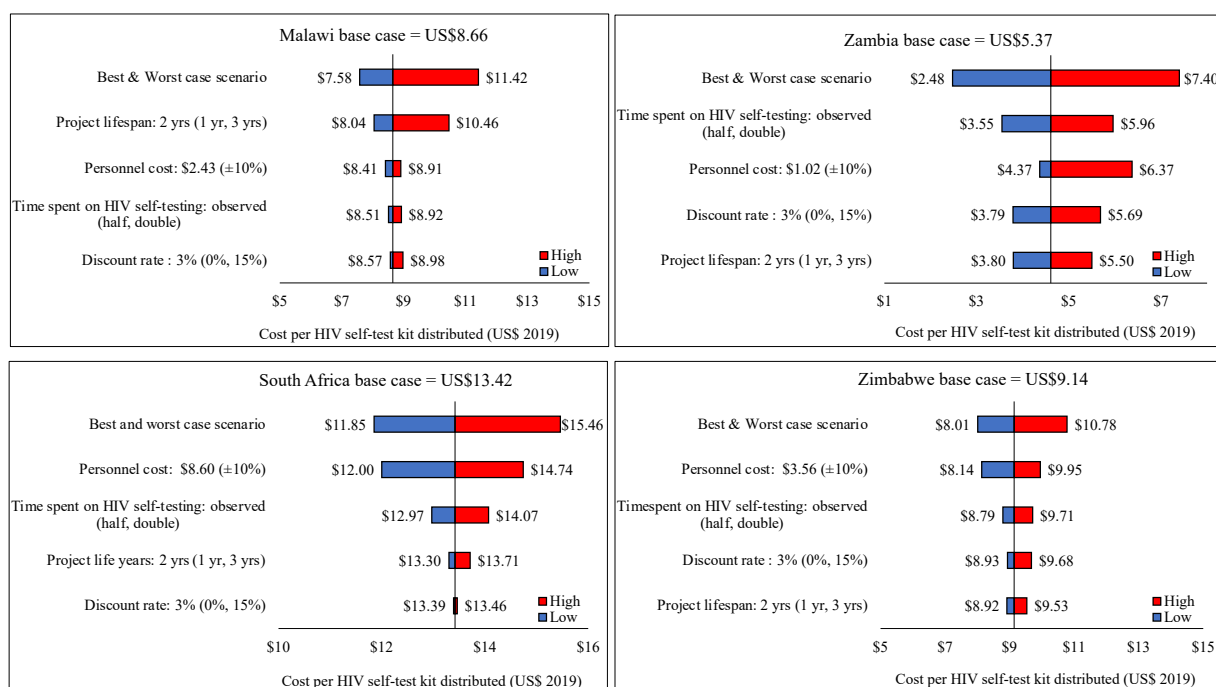 Malawi base case = US$8.66
Best & Worst case scenario
$7.58
$11.42
Project lifespan: 2 yrs (1 yr, 3 yrs)
$8.04
$10.46
Personnel cost: $2.43 (±10%)
$8.41
$8.91
Time spent on HIV self-testing: observed
(half, double)
$8.51
$8.92
Discount rate : 3% (0%, 15%)
$8.57
$8.98
High
Low
$5 $7 $9 $11 $13 $15
Cost per HIV self-test kit distributed (US$ 2019)
Zambia base case = US$5.37
Best & Worst case scenario
$2.48
$7.40
Time spent on HIV self-testing: observed
(half, double)
$3.55
$5.96
Personnel cost: $1.02 (±10%)
$4.37
$6.37
Discount rate : 3% (0%, 15%)
$3.79
$5.69
Project lifespan: 2 yrs (1 yr, 3 yrs)
$3.80
$5.50
High
Low
$1 $3 $5 $7
Cost per HIV self-test kit distributed (US$ 2019)
South Africa base case = US$13.42
Best and worst case scenario
$11.85
$15.46
Personnel cost: $8.60 (±10%)
$12.00
$14.74
Time spent on HIV self-testing: observed
(half, double)
$12.97
$14.07
Project life years: 2 yrs (1 yr, 3 yrs)
$13.30
$13.71
Discount rate: 3% (0%, 15%)
$13.39
$13.46
High
Low
$10 $12 $14 $16
Cost per HIV self-test kit distributed (US$ 2019)
Zimbabwe base case = US$9.14
Best & Worst case scenario
$8.01
$10.78
Personnel cost: $3.56 (±10%)
$8.14
$9.95
Timespent on HIV self-testing: observed
(half, double)
$8.79
$9.71
Discount rate : 3% (0%, 15%)
$8.93
$9.68
Project lifespan: 2 yrs (1 yr, 3 yrs)
$8.92
$9.53
High
Low
$5 $7 $9 $11 $13 $15
Cost per HIV self-test kit distributed (US$ 2019)